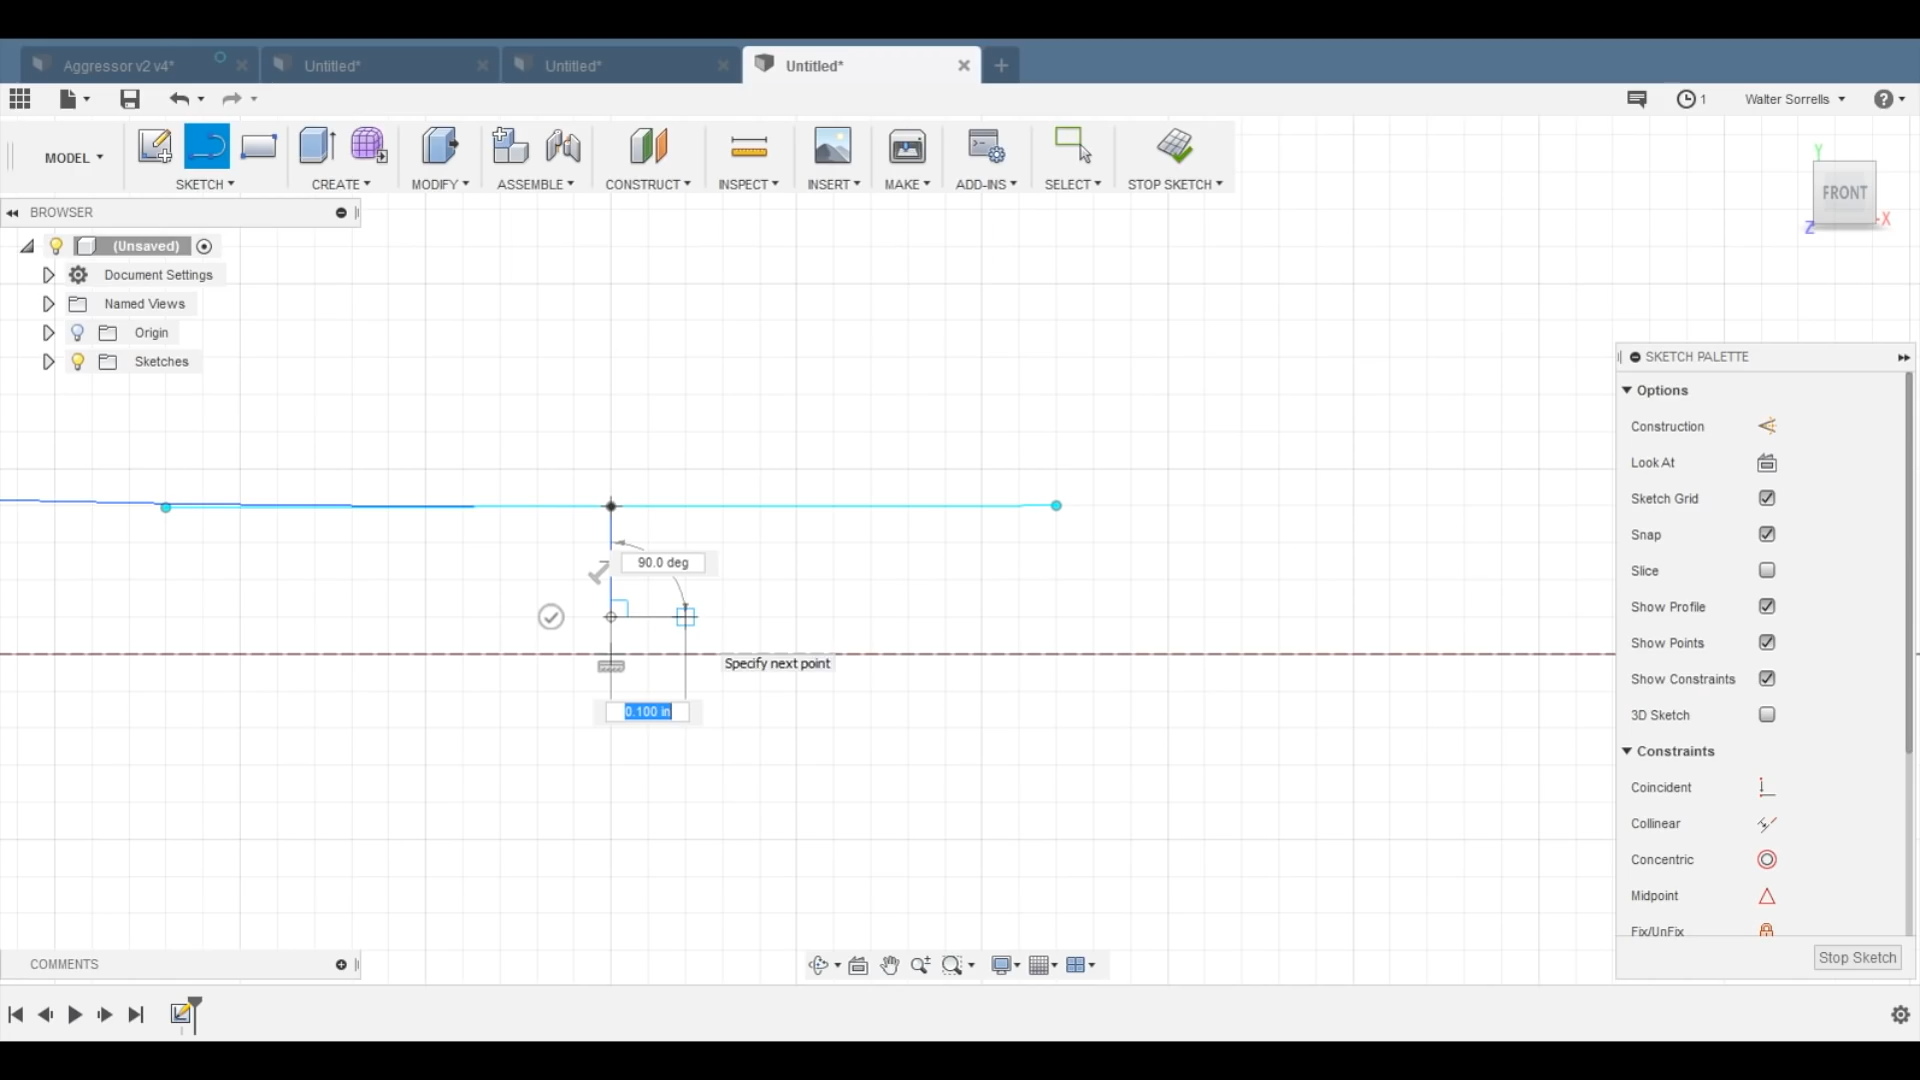 Aggressor v2 v4*
Untitled*
Untitled*
Untitled*
1
Walter Sorrells
MODEL
SKETCH
CREATE
MODIFY
ASSEMBLE
CONSTRUCT
INSPECT
INSERT
MAKE
ADD-INS
SELECT
STOP SKETCH
Y
FRONT
X
Z
BROWSER
(Unsaved)
Document Settings
Named Views
Origin
Sketches
90.0 deg
Specify next point
0.100 in
SKETCH PALETTE
Options
Construction
Look At
Sketch Grid
Snap
Slice
Show Profile
Show Points
Show Constraints
3D Sketch
Constraints
Coincident
Collinear
Concentric
Midpoint
Fix/UnFix
Stop Sketch
COMMENTS